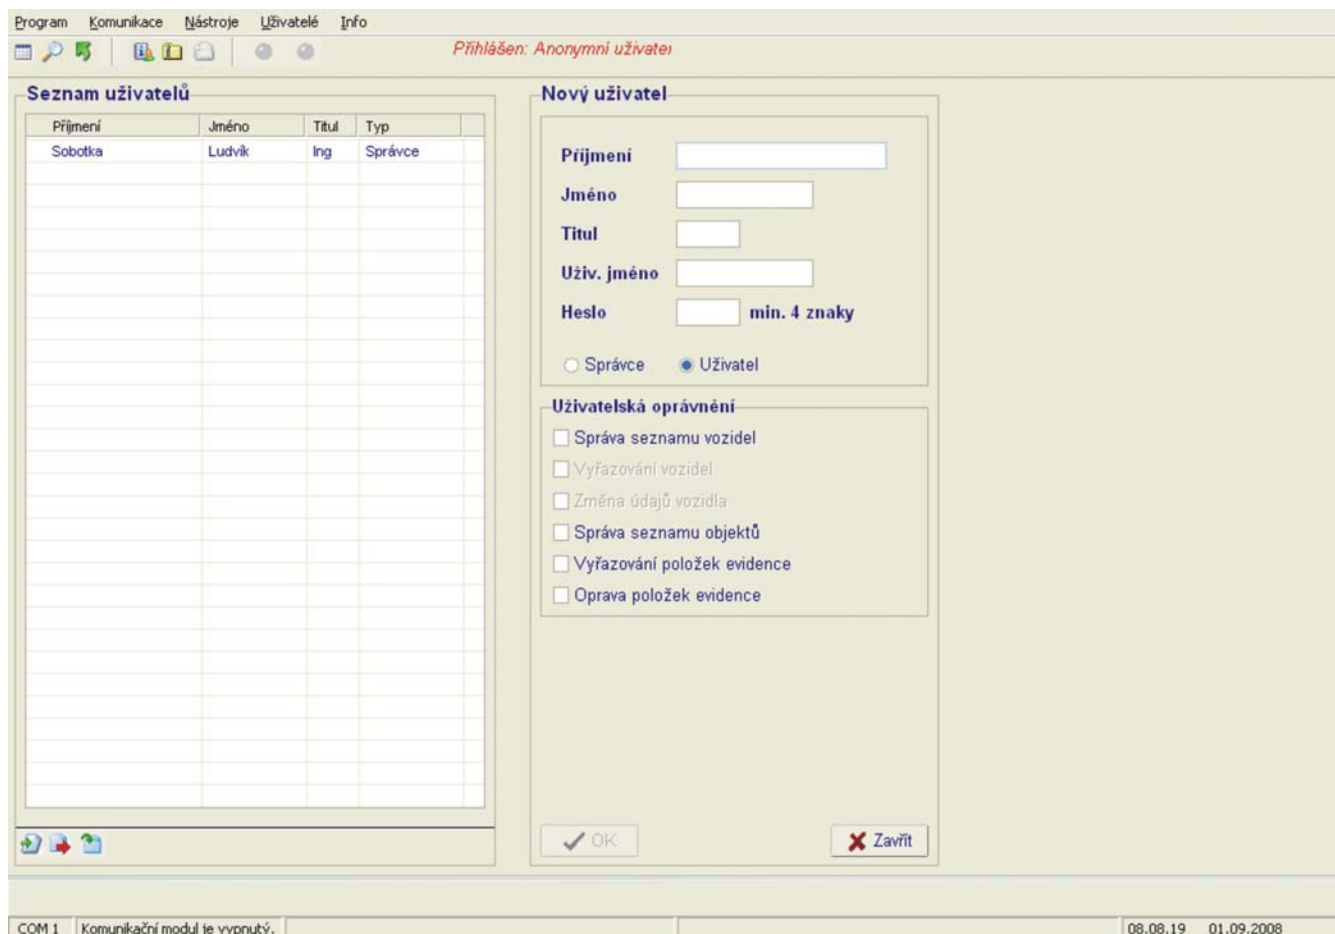 Program Komunikace Nástroje Uživatelé Info
Přihlášen: Anonymní uživatel
Seznam uživatelů
Příjmení Jméno Titul Typ
Sobotka Ludvík Ing Správce
Nový uživatel
Příjmení
Jméno
Titul
Uživ. jméno
Heslo min. 4 znaky
Správce Uživatel
Uživatelská oprávnění
Správa seznamu vozidel
Vyřazování vozidel
Změna údajů vozidla
Správa seznamu objektů
Vyřazování položek evidence
Oprava položek evidence
OK Zavřít
COM 1 Komunikační modul je vypnutý. 08.08.19 01.09.2008